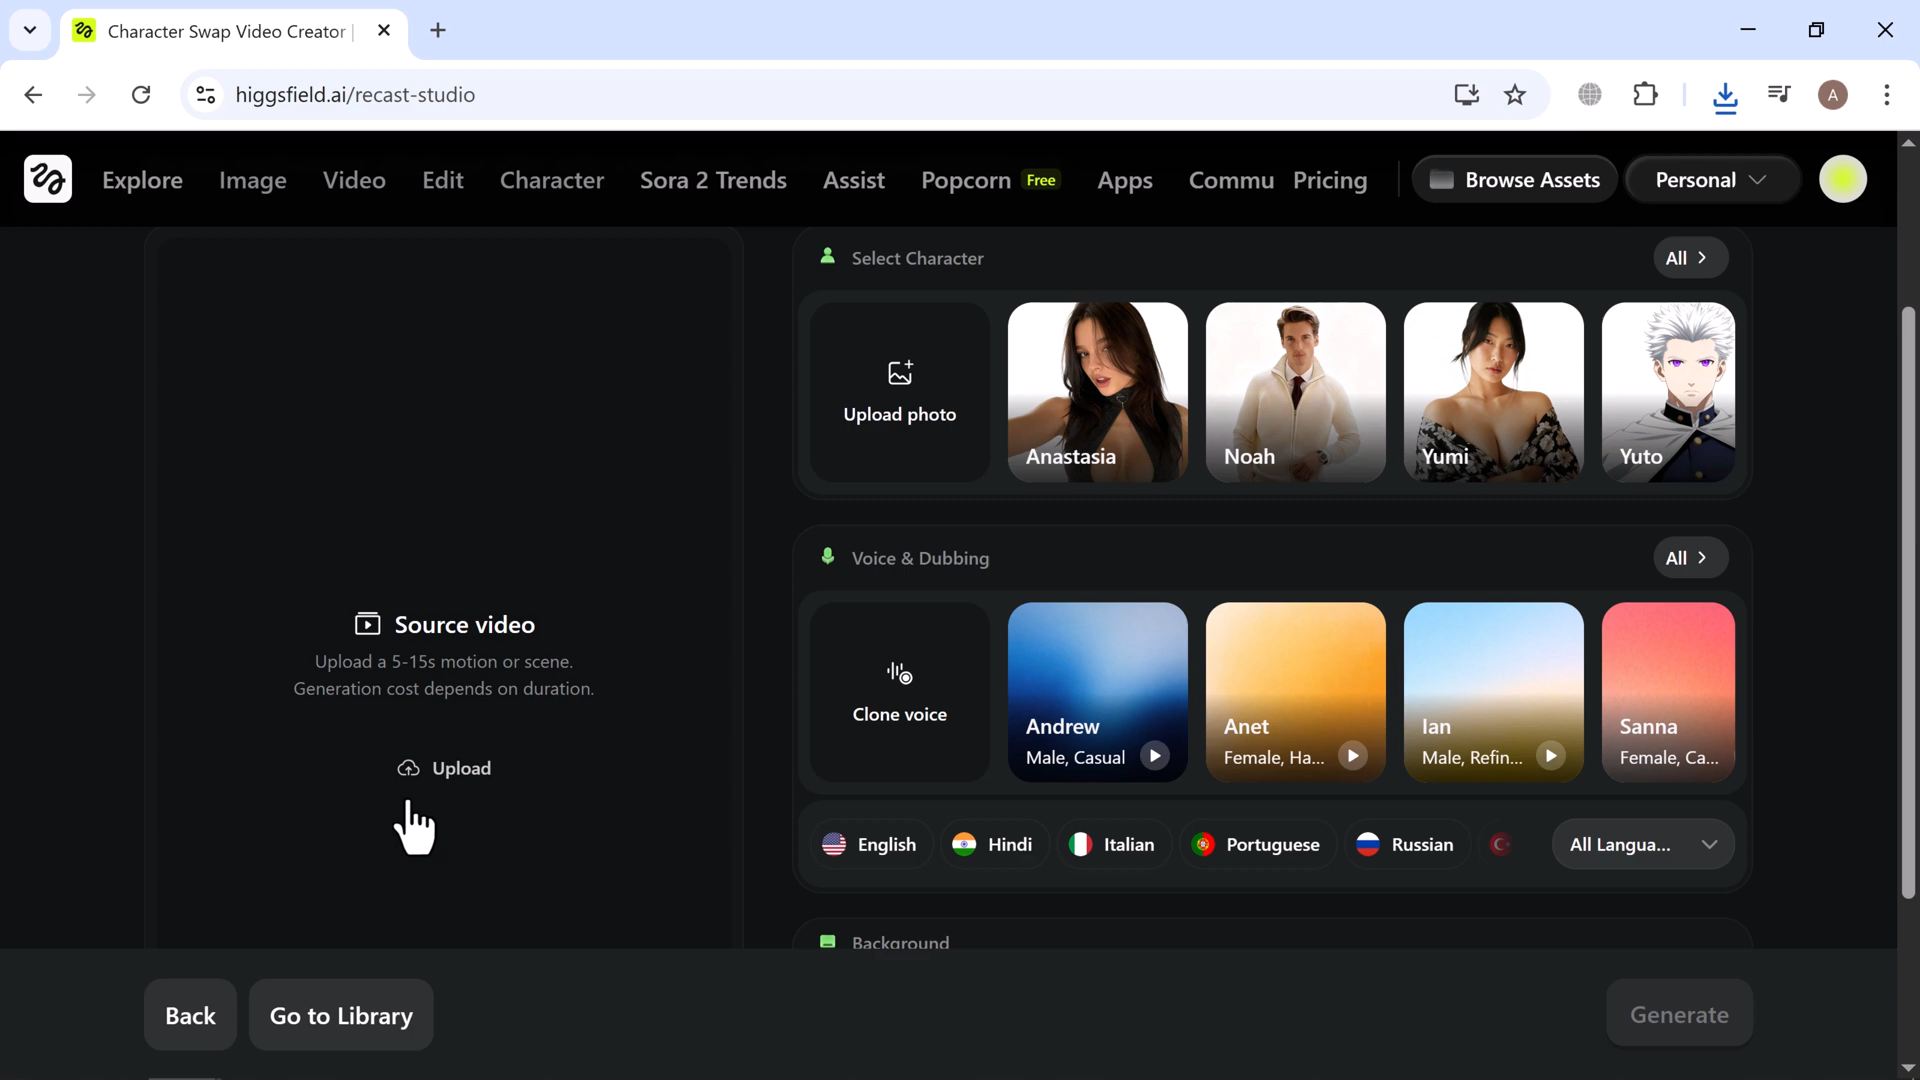 Character Swap Video Creator |
higgsfield.ai/recast-studio
A
Explore
Image
Video
Edit
Character
Sora 2 Trends
Assist
Popcorn Free
Apps
Commu
Pricing
Browse Assets
Personal
Select Character
All
Upload photo
Anastasia
Noah
Yumi
Yuto
Source video
Upload a 5-15s motion or scene.
Generation cost depends on duration.
Upload
Voice & Dubbing
All
Clone voice
Andrew
Male, Casual
Anet
Female, Ha...
Ian
Male, Refin...
Sanna
Female, Ca...
English
Hindi
Italian
Portuguese
Russian
All Langua...
Background
Back
Go to Library
Generate